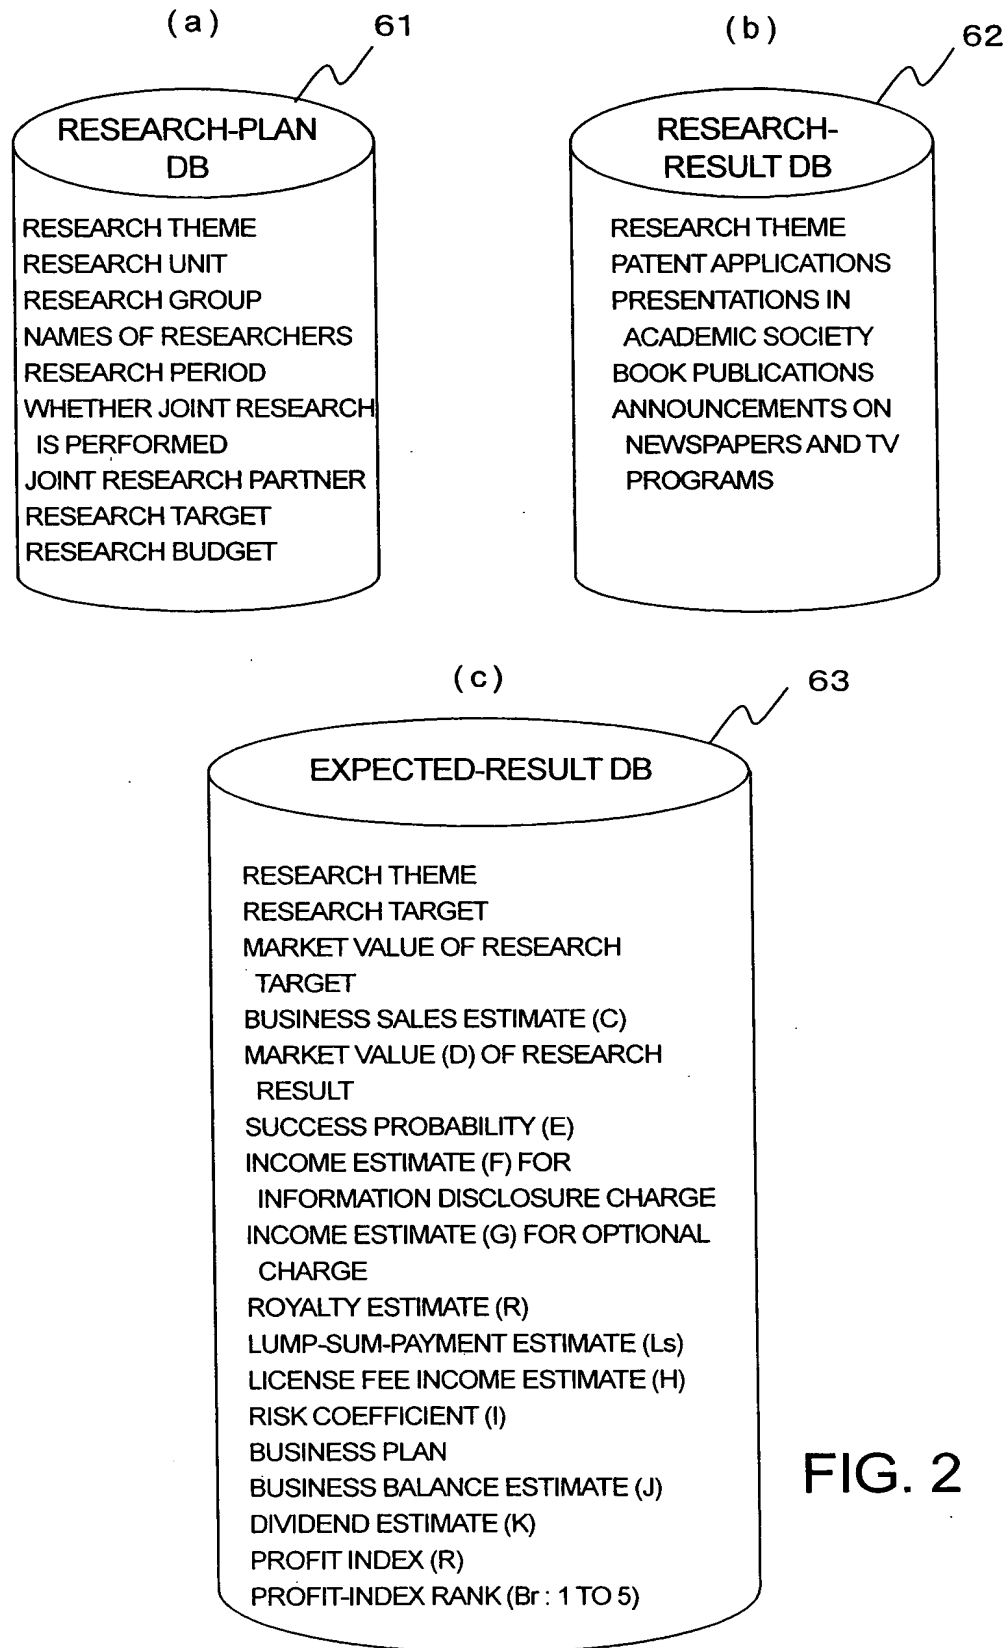 (a)
61
RESEARCH-PLAN
DB
RESEARCH THEME
RESEARCH UNIT
RESEARCH GROUP
NAMES OF RESEARCHERS
RESEARCH PERIOD
WHETHER JOINT RESEARCH
IS PERFORMED
JOINT RESEARCH PARTNER
RESEARCH TARGET
RESEARCH BUDGET
(b)
62
RESEARCH-
RESULT DB
RESEARCH THEME
PATENT APPLICATIONS
PRESENTATIONS IN
ACADEMIC SOCIETY
BOOK PUBLICATIONS
ANNOUNCEMENTS ON
NEWSPAPERS AND TV
PROGRAMS
(c)
63
EXPECTED-RESULT DB
RESEARCH THEME
RESEARCH TARGET
MARKET VALUE OF RESEARCH
TARGET
BUSINESS SALES ESTIMATE (C)
MARKET VALUE (D) OF RESEARCH
RESULT
SUCCESS PROBABILITY (E)
INCOME ESTIMATE (F) FOR
INFORMATION DISCLOSURE CHARGE
INCOME ESTIMATE (G) FOR OPTIONAL
CHARGE
ROYALTY ESTIMATE (R)
LUMP-SUM-PAYMENT ESTIMATE (Ls)
LICENSE FEE INCOME ESTIMATE (H)
RISK COEFFICIENT (I)
BUSINESS PLAN
BUSINESS BALANCE ESTIMATE (J)
DIVIDEND ESTIMATE (K)
PROFIT INDEX (R)
PROFIT-INDEX RANK (Br : 1 TO 5)
FIG. 2